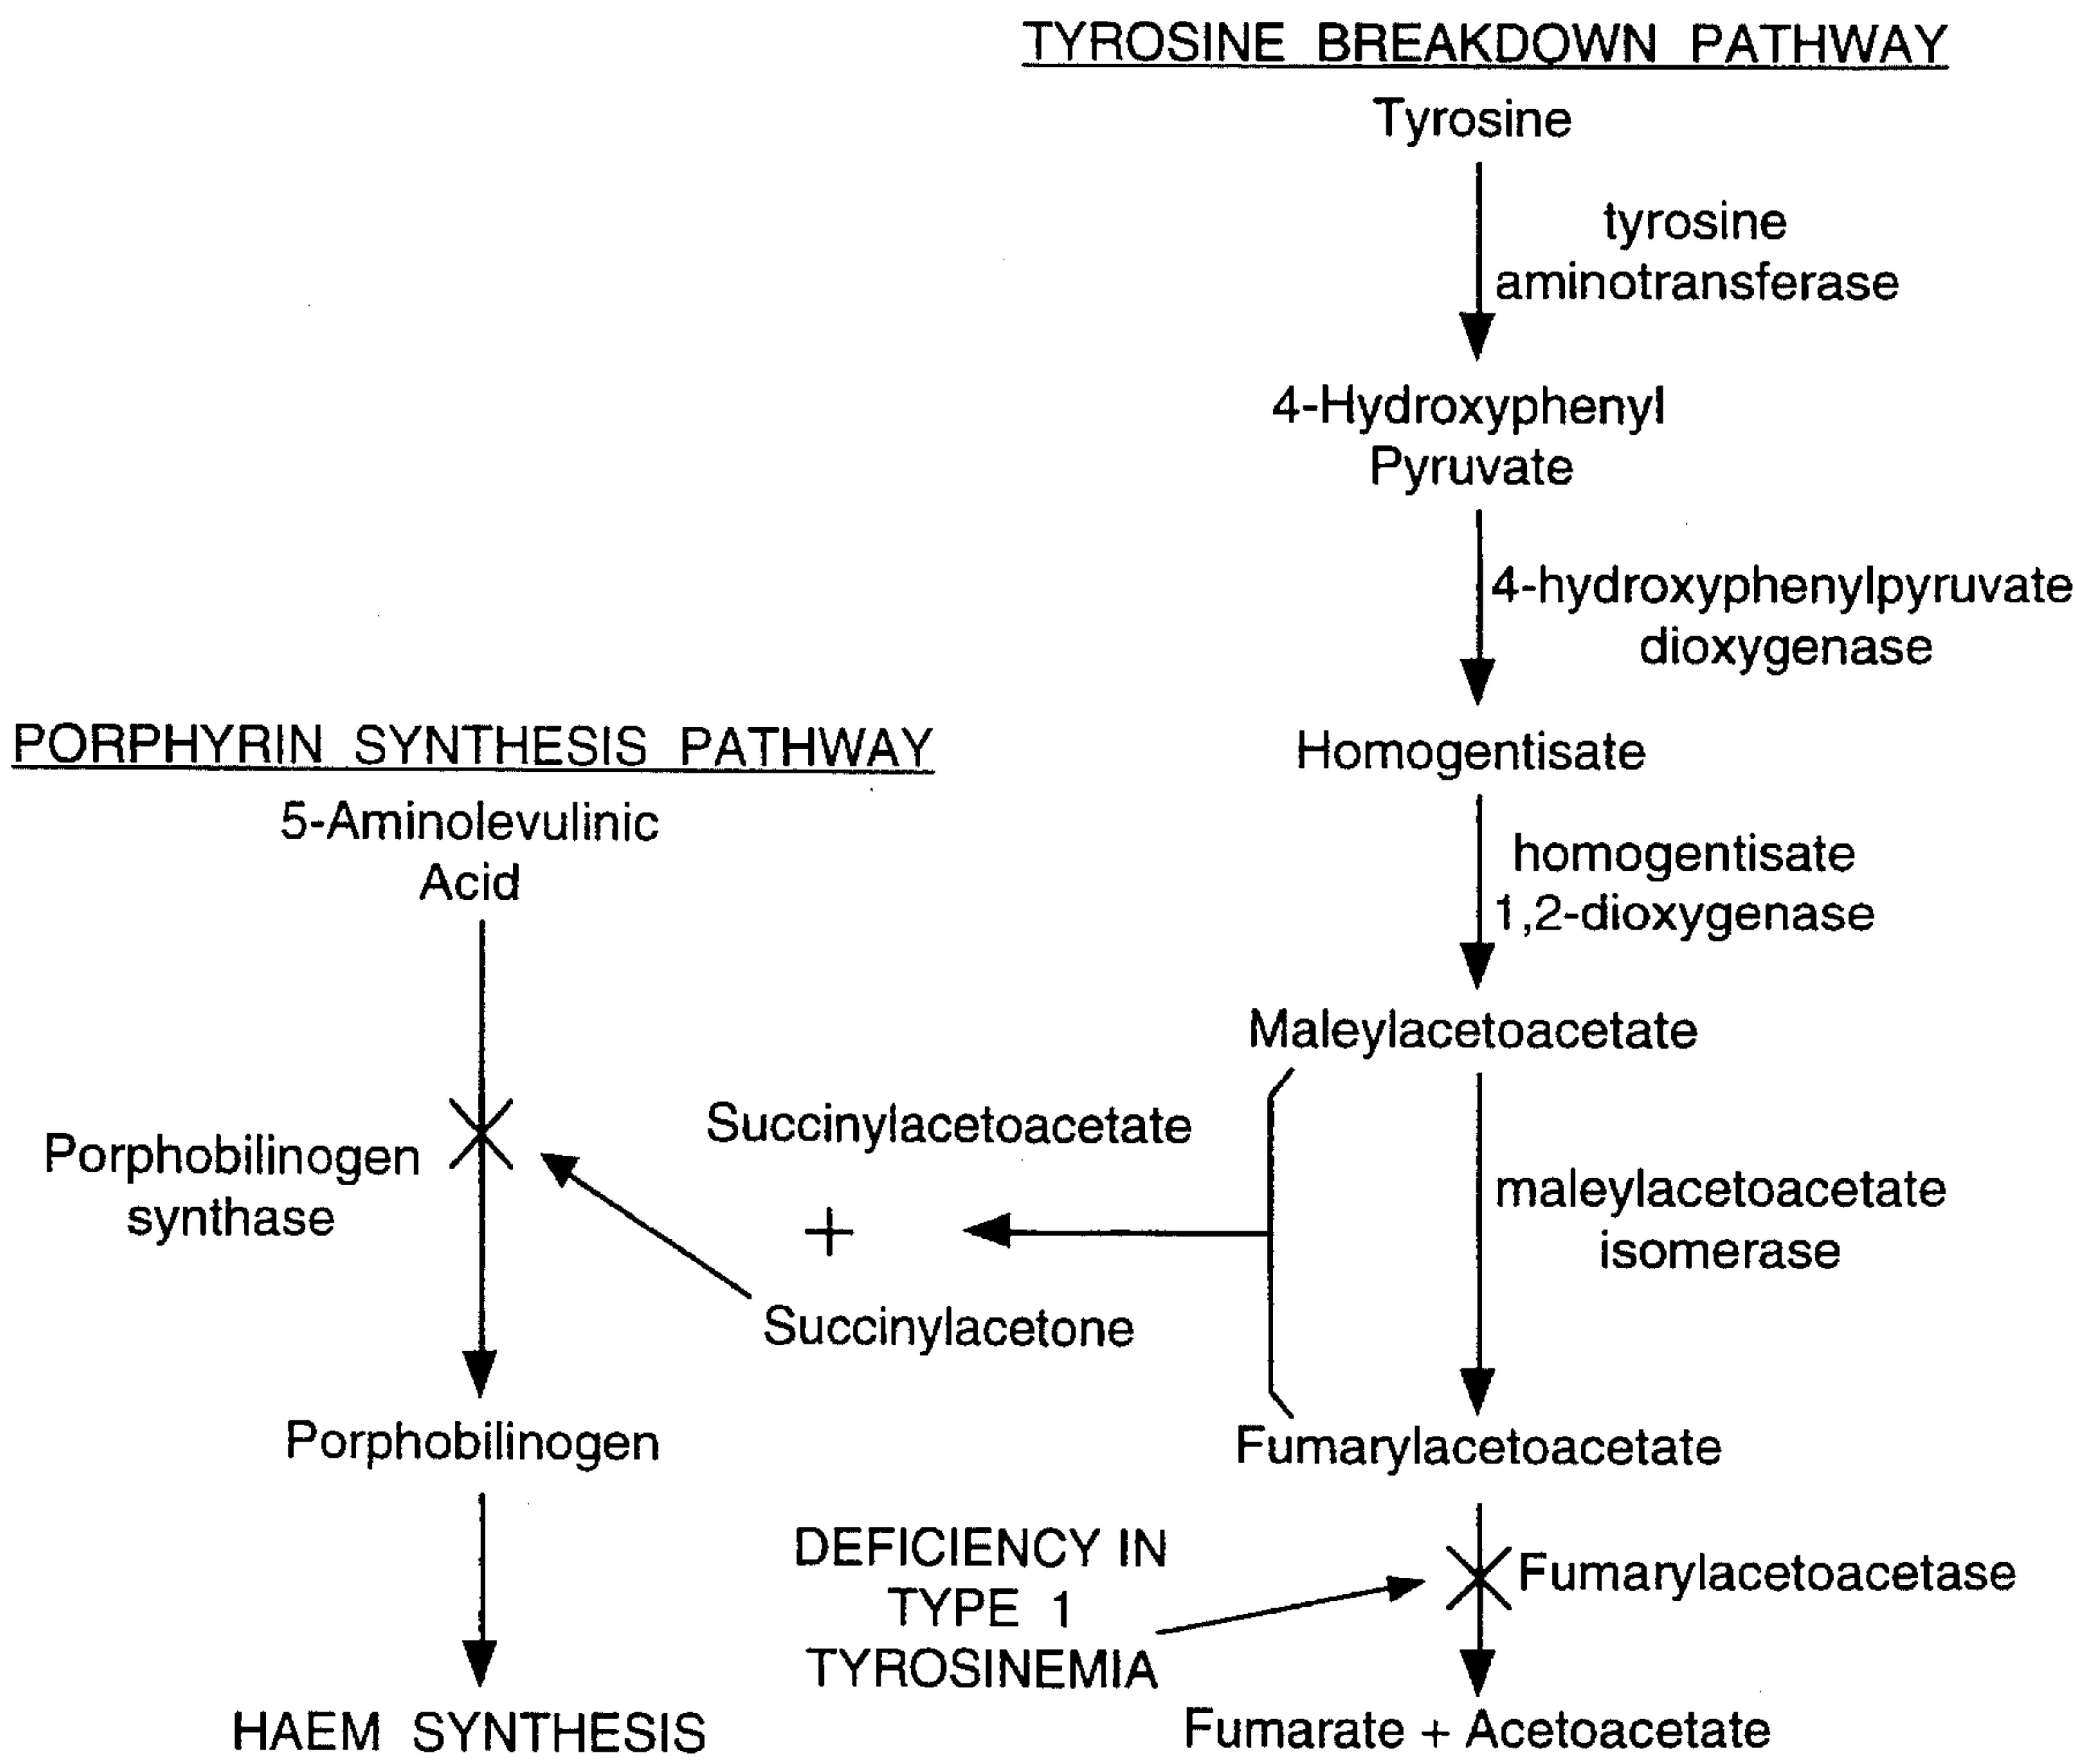 TYROSINE BREAKDOWN PATHWAY
Tyrosine
tyrosine
aminotransferase
4-Hydroxyphenyl
Pyruvate
4-hydroxyphenylpyruvate
dioxygenase
Homogentisate
homogentisate
1,2-dioxygenase
Maleylacetoacetate
maleylacetoacetate
isomerase
Fumarylacetoacetate
Fumarylacetoacetase
Fumarate + Acetoacetate
Succinylacetoacetate
+
Succinylacetone
DEFICIENCY IN
TYPE 1
TYROSINEMIA
PORPHYRIN SYNTHESIS PATHWAY
5-Aminolevulinic
Acid
Porphobilinogen
synthase
Porphobilinogen
HAEM SYNTHESIS